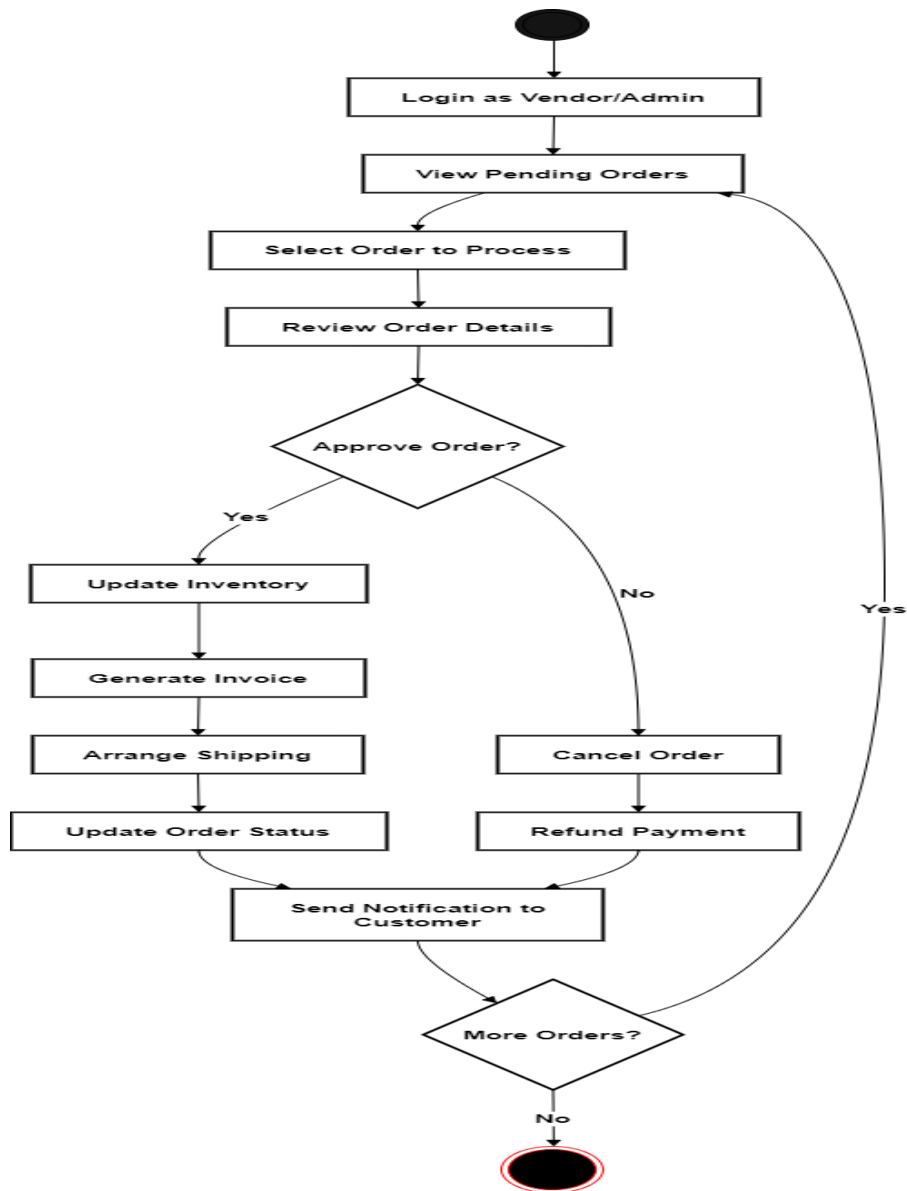 Login as Vendor/Admin
View Pending Orders
Select Order to Process
Review Order Details
Approve Order?
Yes
Update Inventory
No
Yes
Generate Invoice
Arrange Shipping
Cancel Order
Update Order Status
Refund Payment
Send Notification to
Customer
More Orders?
No